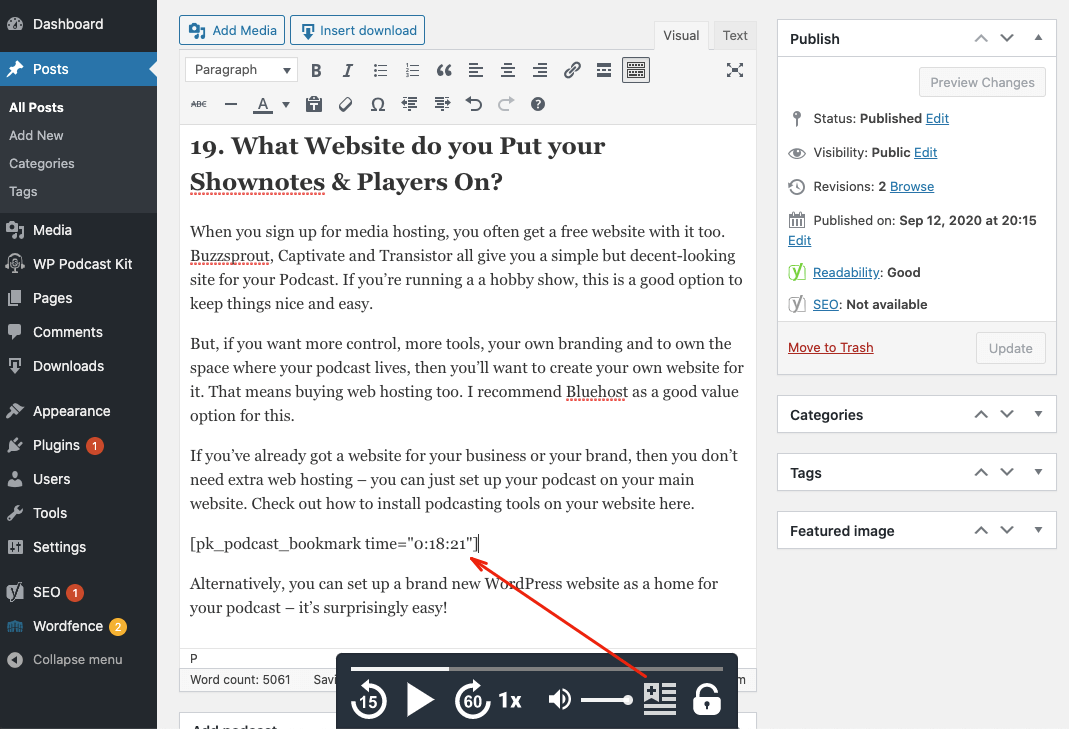 Dashboard
Posts
All Posts
Add New
Categories
Tags
Media
WP Podcast Kit
Pages
Comments
Downloads
Appearance
Plugins 1
Users
Tools
Settings
SEO 1
Wordfence 2
Collapse menu
Add Media Insert download
Visual Text
Paragraph
ABC
19. What Website do you Put your
Shownotes & Players On?
When you sign up for media hosting, you often get a free website with it too.
Buzzsprout, Captivate and Transistor all give you a simple but decent-looking
site for your Podcast. If you’re running a a hobby show, this is a good option to
keep things nice and easy.
But, if you want more control, more tools, your own branding and to own the
space where your podcast lives, then you’ll want to create your own website for
it. That means buying web hosting too. I recommend Bluehost as a good value
option for this.
If you’ve already got a website for your business or your brand, then you don’t
need extra web hosting – you can just set up your podcast on your main
website. Check out how to install podcasting tools on your website here.
[pk_podcast_bookmark time="0:18:21"]
Alternatively, you can set up a brand new WordPress website as a home for
your podcast – it’s surprisingly easy!
P
Word count: 5061 Savi
m
15 60 1x
Add podcast
Publish
Preview Changes
Status: Published Edit
Visibility: Public Edit
Revisions: 2 Browse
Published on: Sep 12, 2020 at 20:15
Edit
Readability: Good
SEO: Not available
Move to Trash Update
Categories
Tags
Featured image